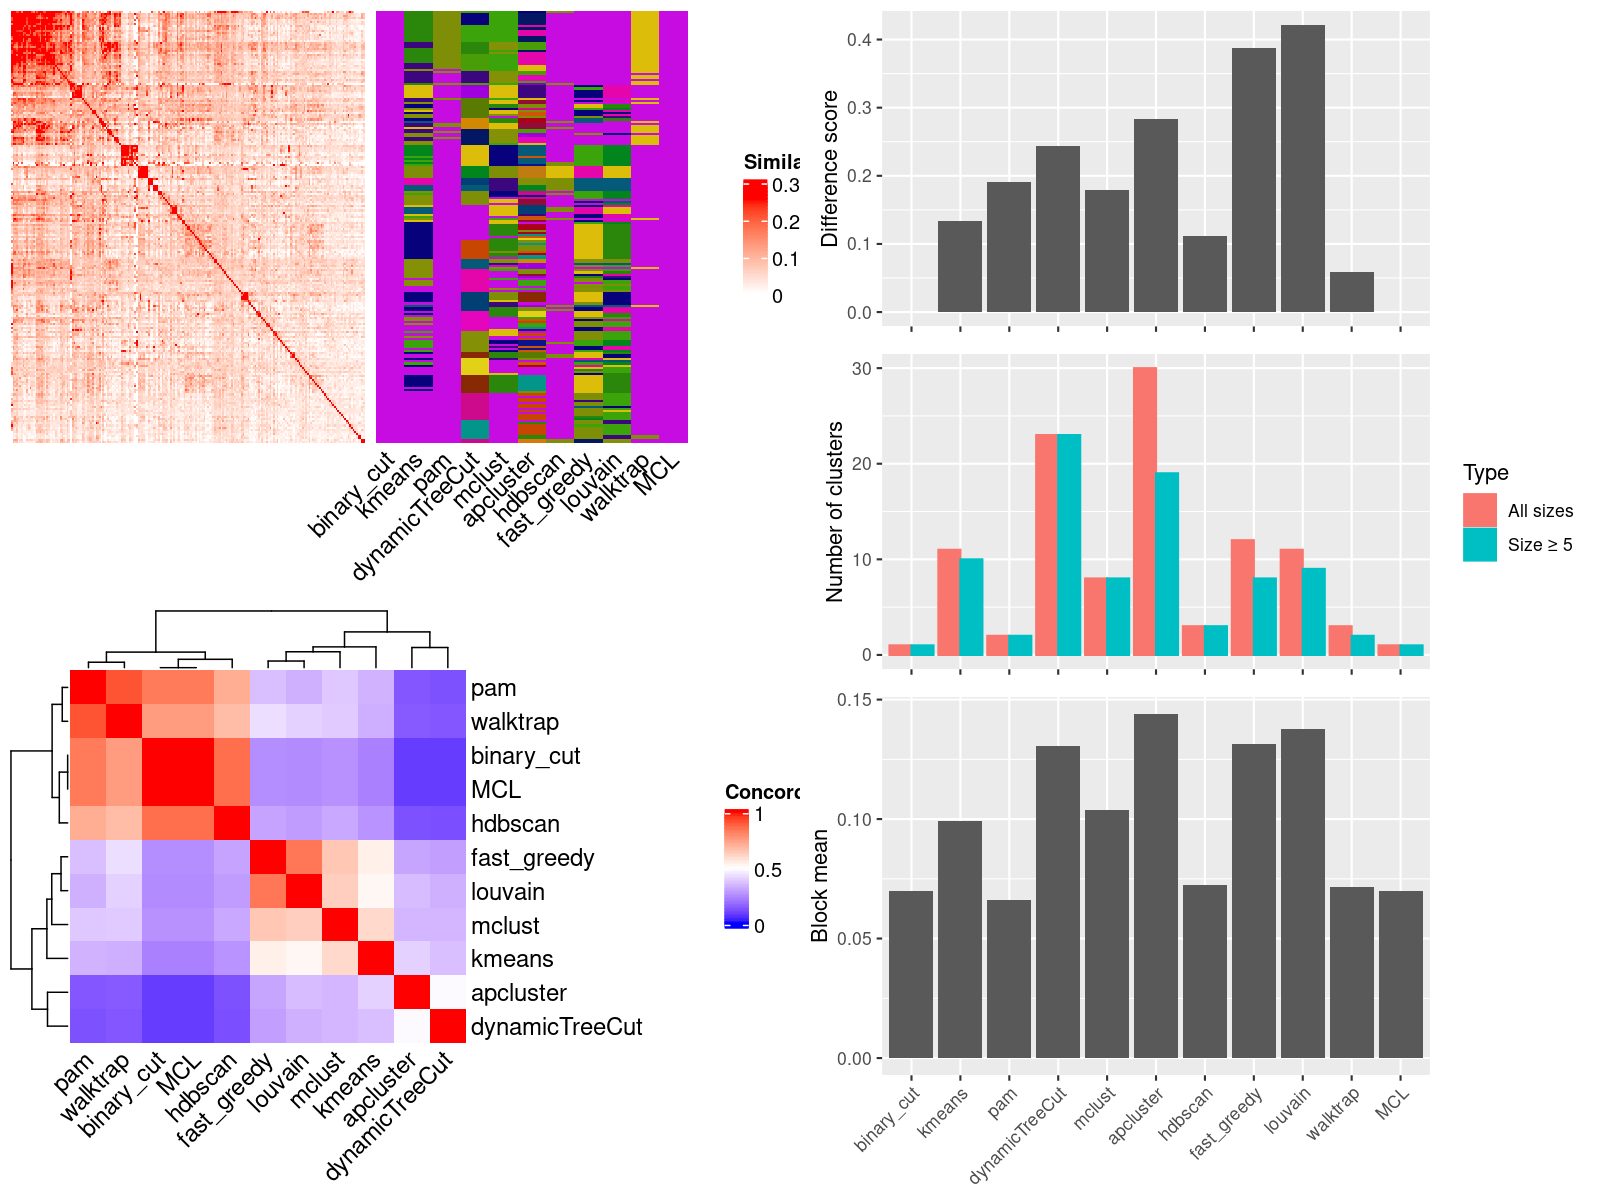 Simila
0.3
0.2
0.1
0
binary_cut
kmeans
pam
dynamicTreeCut
mclust
apcluster
hdbscan
fast_greedy
louvain
walktrap
MCL
pam
walktrap
binary_cut
MCL
hdbscan
fast_greedy
louvain
mclust
kmeans
apcluster
dynamicTreeCut
pam
walktrap
binary_cut
MCL
hdbscan
fast_greedy
louvain
mclust
kmeans
apcluster
dynamicTreeCut
Concord
1
0.5
0
Difference score
0.4
0.3
0.2
0.1
0.0
Number of clusters
30
20
10
0
Type
All sizes
Size ≥ 5
Block mean
0.15
0.10
0.05
0.00
binary_cut
kmeans
pam
dynamicTreeCut
mclust
apcluster
hdbscan
fast_greedy
louvain
walktrap
MCL